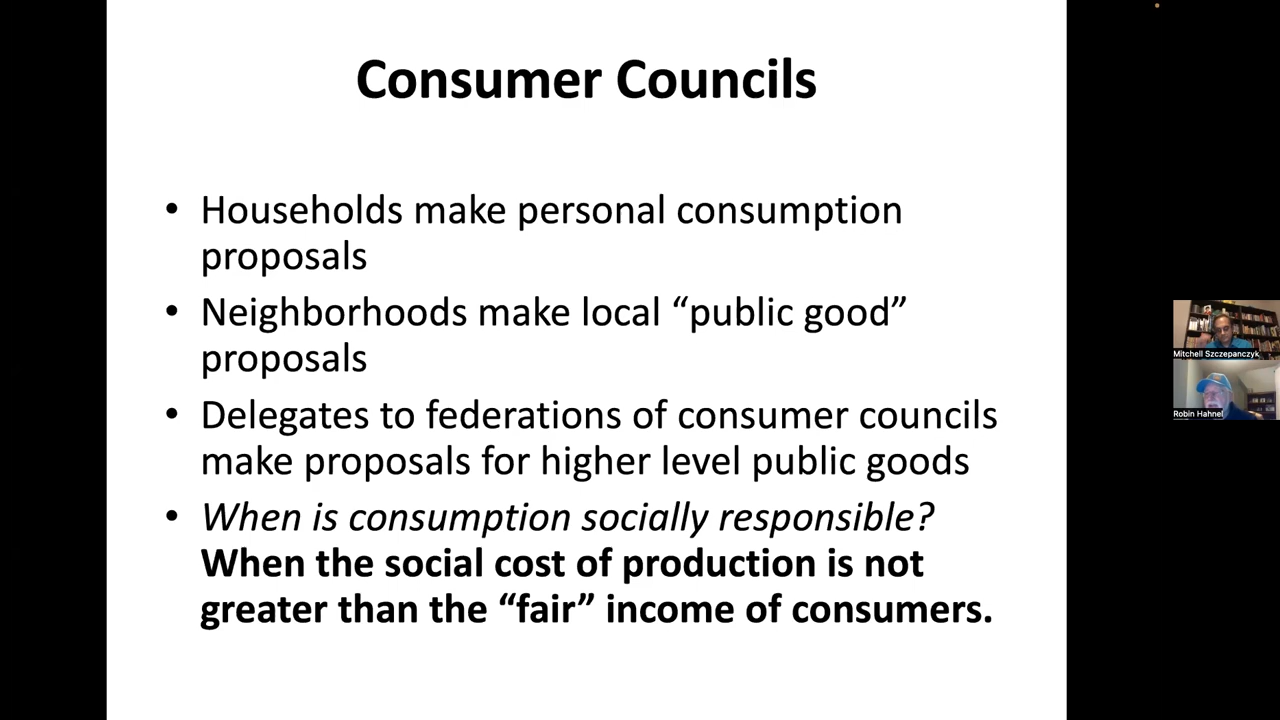 Consumer Councils
• Households make personal consumption
proposals
• Neighborhoods make local “public good”
proposals
• Delegates to federations of consumer councils
make proposals for higher level public goods
• When is consumption socially responsible?
When the social cost of production is not
greater than the “fair” income of consumers.
Mitchell Szczepanczyk
Robin Hahnel